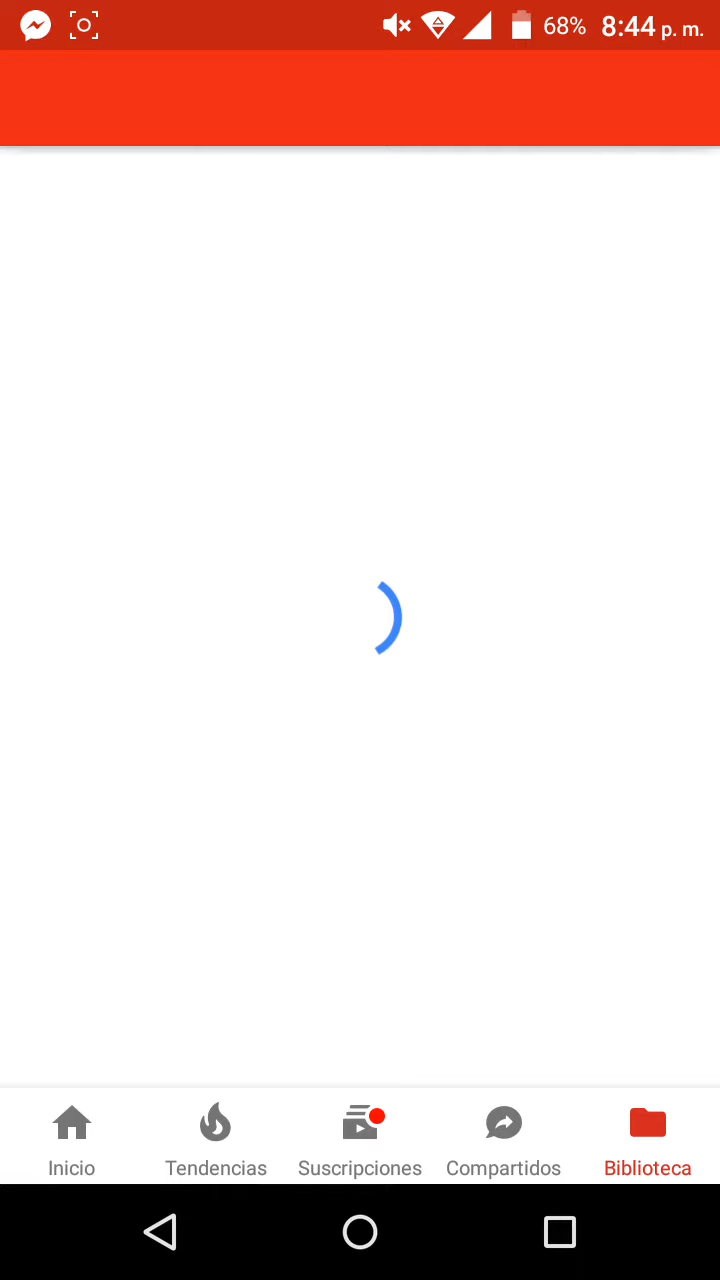 68% 8:44 p. m.
Inicio Tendencias Suscripciones Compartidos Biblioteca